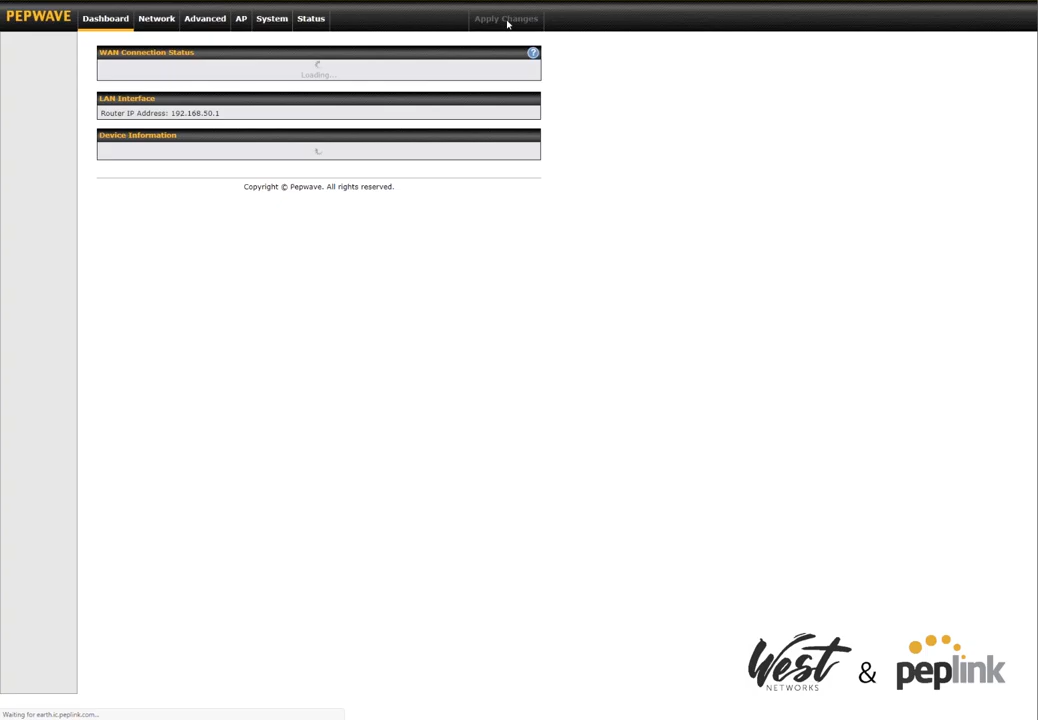 PEPWAVE Dashboard Network Advanced AP System Status Apply Changes
WAN Connection Status ?
Loading...
LAN Interface
Router IP Address: 192.168.50.1
Device Information
Copyright © Pepwave. All rights reserved.
West NETWORKS & peplink
Waiting for earth.ic.peplink.com...